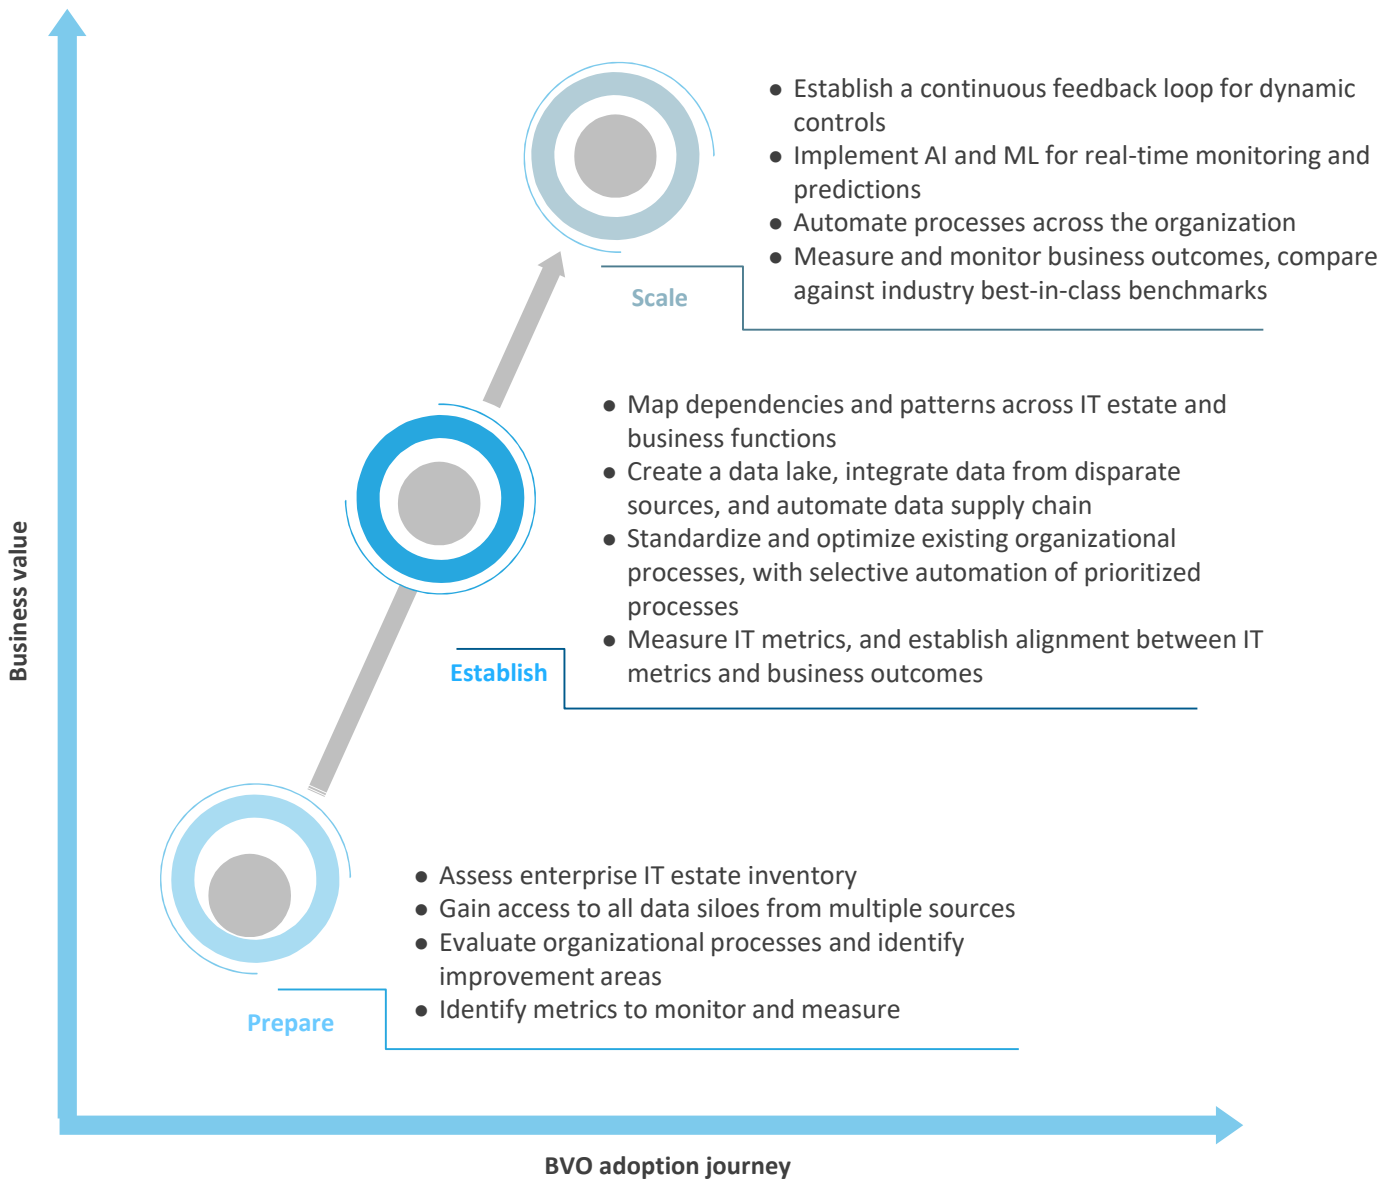 ● Establish a continuous feedback loop for dynamic
controls
● Implement AI and ML for real-time monitoring and
predictions
● Automate processes across the organization
● Measure and monitor business outcomes, compare
against industry best-in-class benchmarks
Scale
● Map dependencies and patterns across IT estate and
business functions
● Create a data lake, integrate data from disparate
sources, and automate data supply chain
● Standardize and optimize existing organizational
processes, with selective automation of prioritized
processes
● Measure IT metrics, and establish alignment between IT
metrics and business outcomes
Establish
Business value
● Assess enterprise IT estate inventory
● Gain access to all data siloes from multiple sources
● Evaluate organizational processes and identify
improvement areas
● Identify metrics to monitor and measure
Prepare
BVO adoption journey